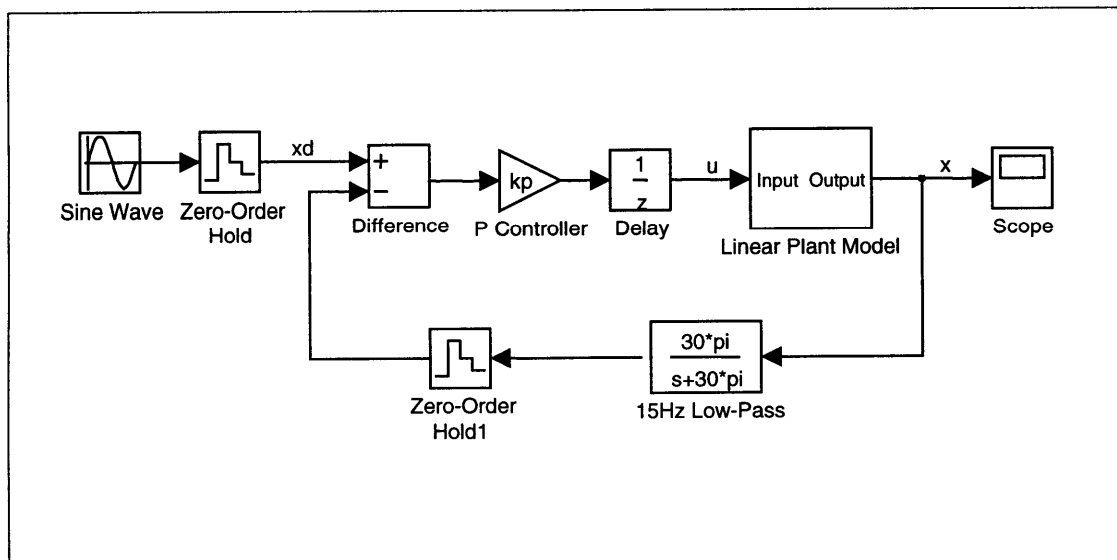 xd
+
−
kp
1
z
u
Input Output
x
Sine Wave
Zero-Order
Hold
Difference
P Controller
Delay
Linear Plant Model
Scope
30*pi
s+30*pi
15Hz Low-Pass
Zero-Order
Hold1